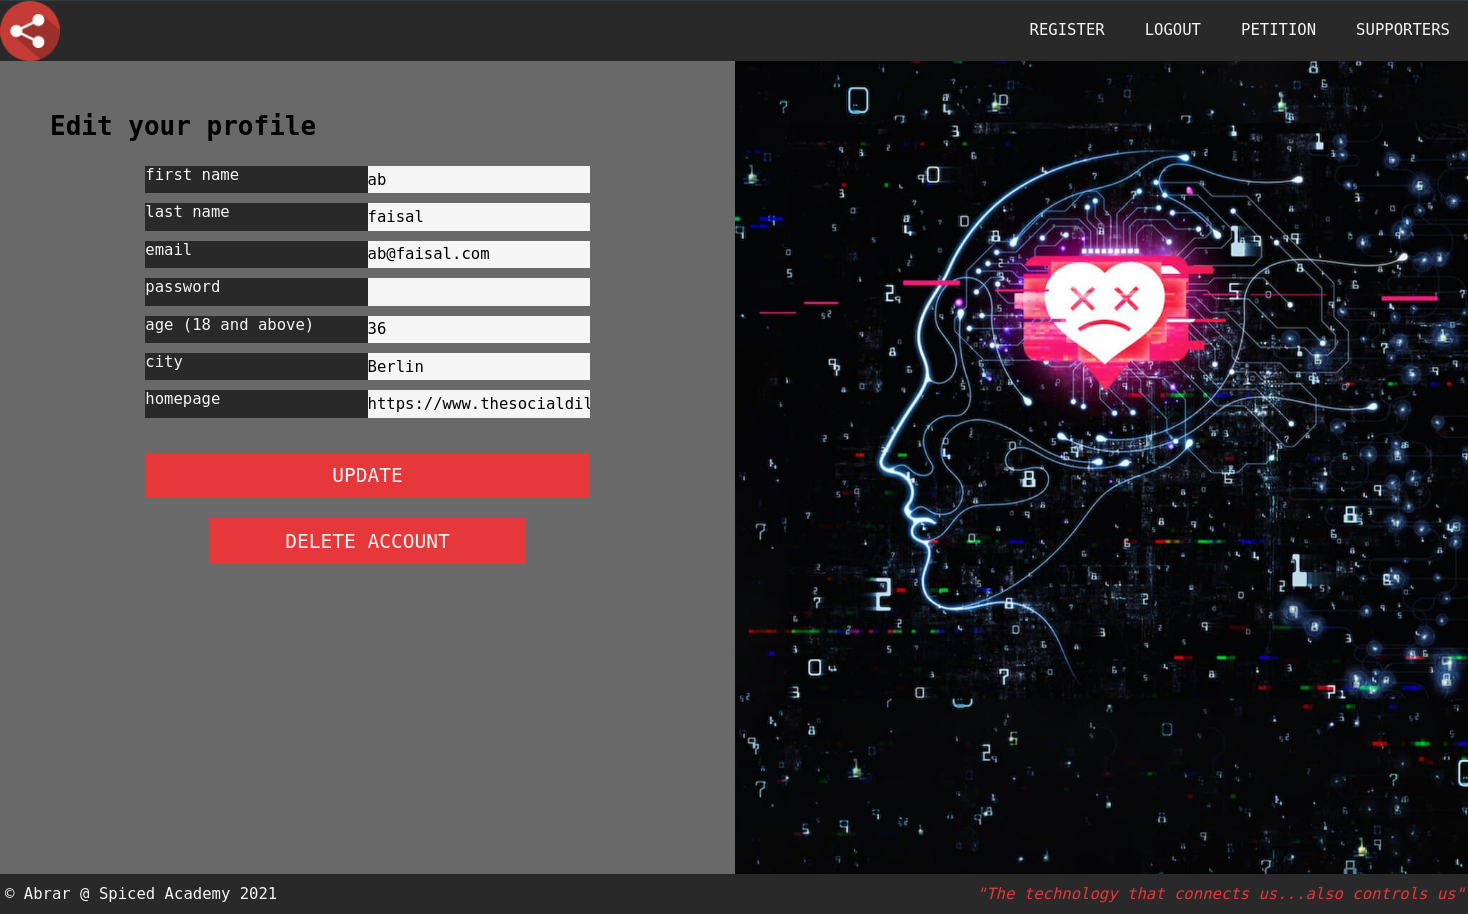 REGISTER LOGOUT PETITION SUPPORTERS
Edit your profile
first name ab
last name faisal
email ab@faisal.com
password
age (18 and above) 36
city Berlin
homepage https://www.thesocialdil
UPDATE
DELETE ACCOUNT
© Abrar @ Spiced Academy 2021
"The technology that connects us...also controls us"